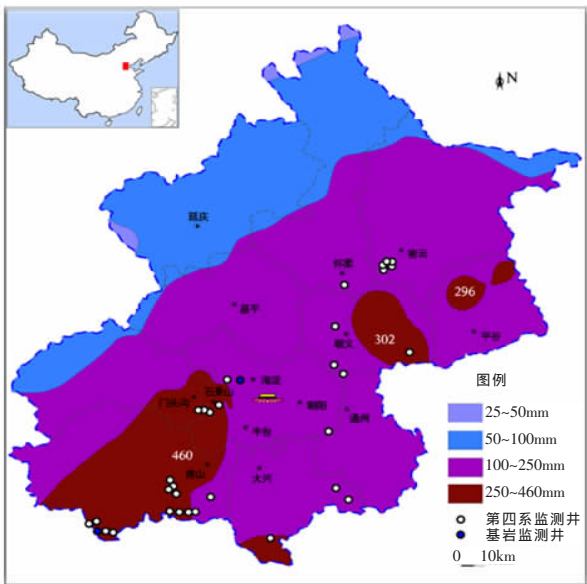 N
延庆
密云
怀柔
296
昌平
302
顺义
平谷
图例
石景山
海淀
门头沟
朝阳
通州
25~50mm
丰台
50~100mm
460
房山
大兴
100~250mm
250~460mm
第四系监测井
基岩监测井
0 10km